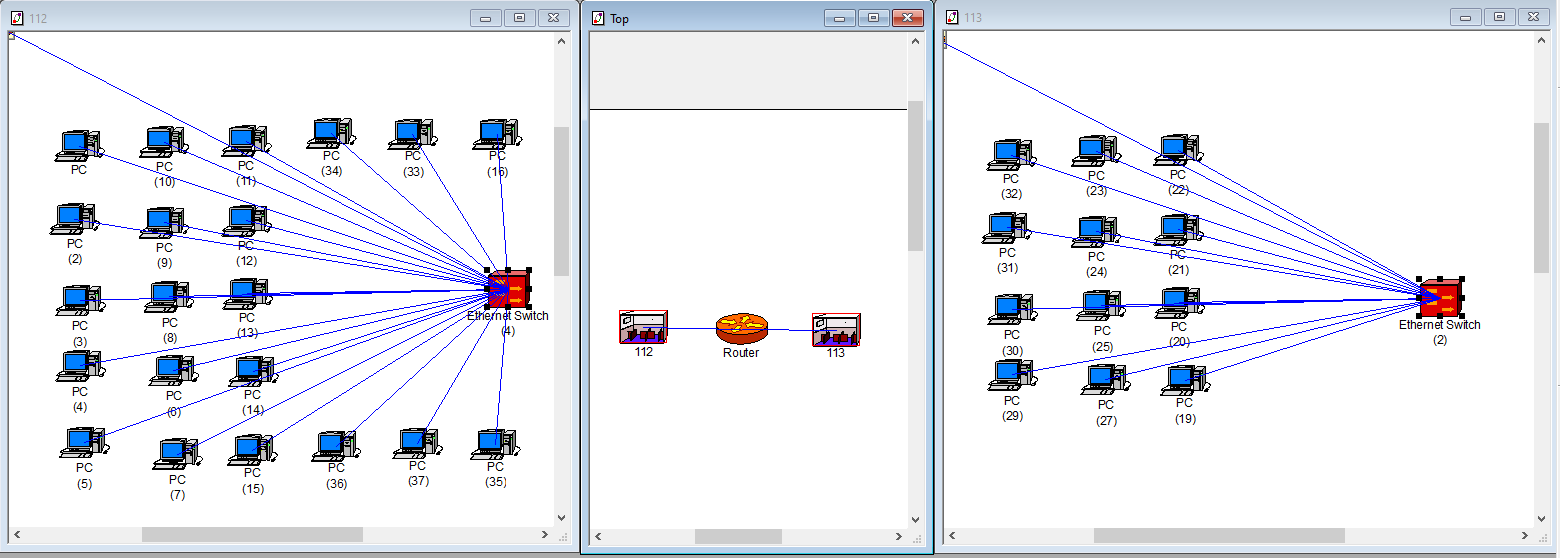 112
PC
PC
(10)
PC
(11)
PC
(34)
PC
(33)
PC
(16)
PC
(2)
PC
(9)
PC
(12)
PC
(3)
PC
(8)
PC
(13)
Ethernet Switch
(4)
PC
(4)
PC
(6)
PC
(14)
PC
(5)
PC
(7)
PC
(15)
PC
(36)
PC
(37)
PC
(35)
Top
112
Router
113
113
PC
(32)
PC
(23)
PC
(22)
PC
(31)
PC
(24)
PC
(21)
PC
(30)
PC
(25)
PC
(20)
Ethernet Switch
(2)
PC
(29)
PC
(27)
PC
(19)